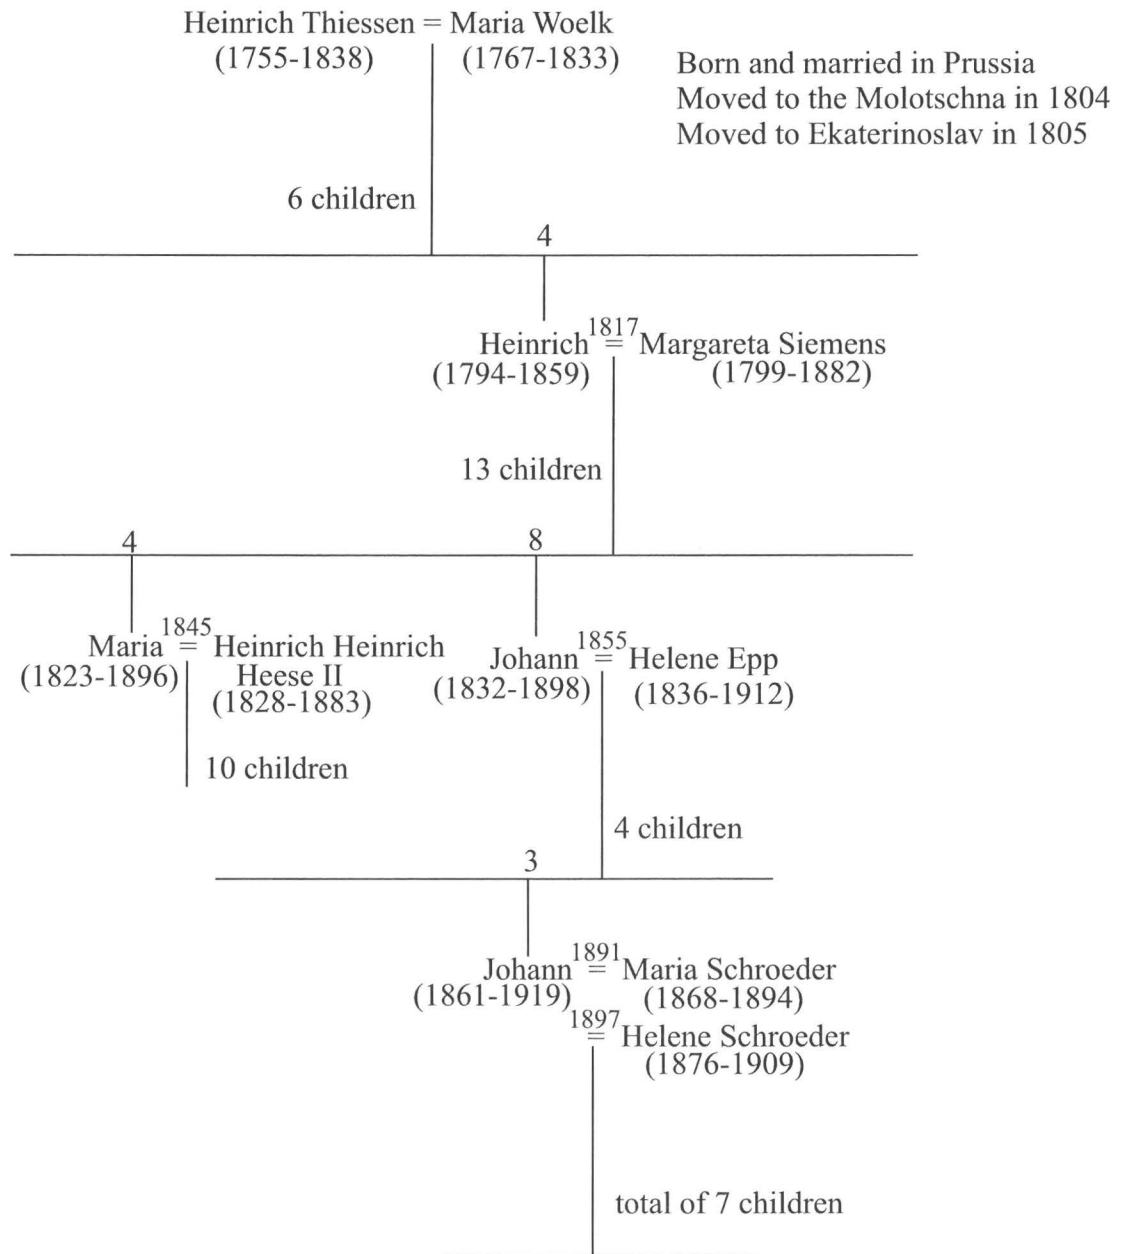 Heinrich Thiessen = Maria Woelk
(1755-1838) (1767-1833)
Born and married in Prussia
Moved to the Molotschna in 1804
Moved to Ekaterinoslav in 1805
6 children
4
1817
Heinrich = Margareta Siemens
(1794-1859) (1799-1882)
13 children
4 8
1845
Maria = Heinrich Heinrich
(1823-1896) Heese II
(1828-1883)
10 children
1855
Johann = Helene Epp
(1832-1898) (1836-1912)
4 children
3
1891
Johann = Maria Schroeder
(1861-1919) (1868-1894)
1897
= Helene Schroeder
(1876-1909)
total of 7 children